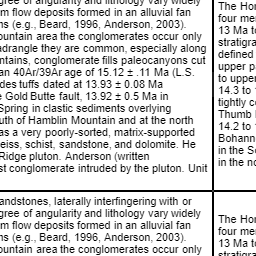 gree of angularity and lithology vary widely
m flow deposits formed in an alluvial fan
ns (e.g., Beard, 1996, Anderson, 2003).
ountain area the conglomerates occur only
adrangle they are common, especially along
ntains, conglomerate fills paleocanyons cut
an 40Ar/39Ar age of 15.12 ± .11 Ma (L.S.
des tuffs dated at 13.93 ± 0.08 Ma
e Gold Butte fault, 13.92 ± 0.5 Ma in
Spring in clastic sediments overlying
uth of Hamblin Mountain and at the north
as a very poorly-sorted, matrix-supported
eiss, schist, sandstone, and dolomite. He
Ridge pluton. Anderson (written
st conglomerate intruded by the pluton. Unit
The Hor
four mem
13 Ma to
stratigra
defined
upper p
to upper
14.3 to
tightly c
Thumb
14.2 to
Bohann
in the So
in the no
andstones, laterally interfingering with or
gree of angularity and lithology vary widely
m flow deposits formed in an alluvial fan
ns (e.g., Beard, 1996, Anderson, 2003).
ountain area the conglomerates occur only
The Hor
four mem
13 Ma to